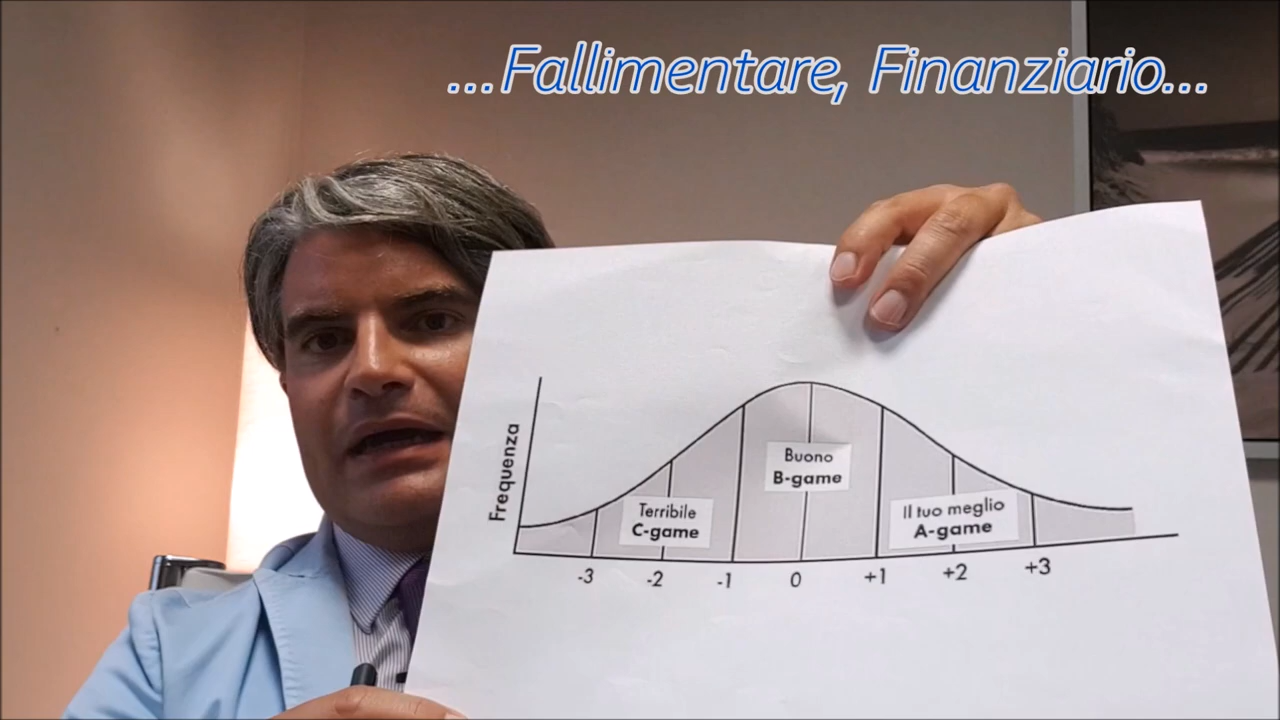 ...Fallimentare, Finanziario...
Frequenza
Buono
B-game
Terribile
C-game
Il tuo meglio
A-game
-3 -2 -1 0 +1 +2 +3